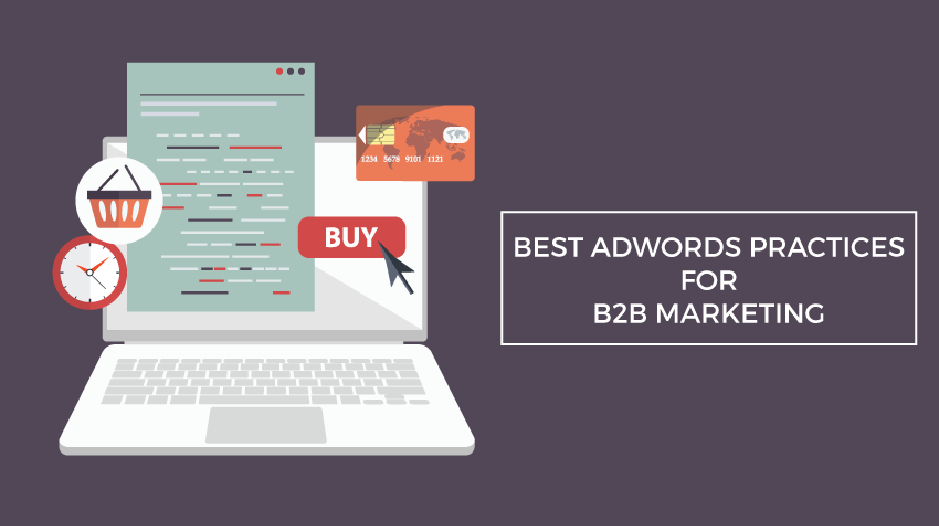 1234 5678 9101 1121
BUY
BEST ADWORDS PRACTICES
FOR
B2B MARKETING